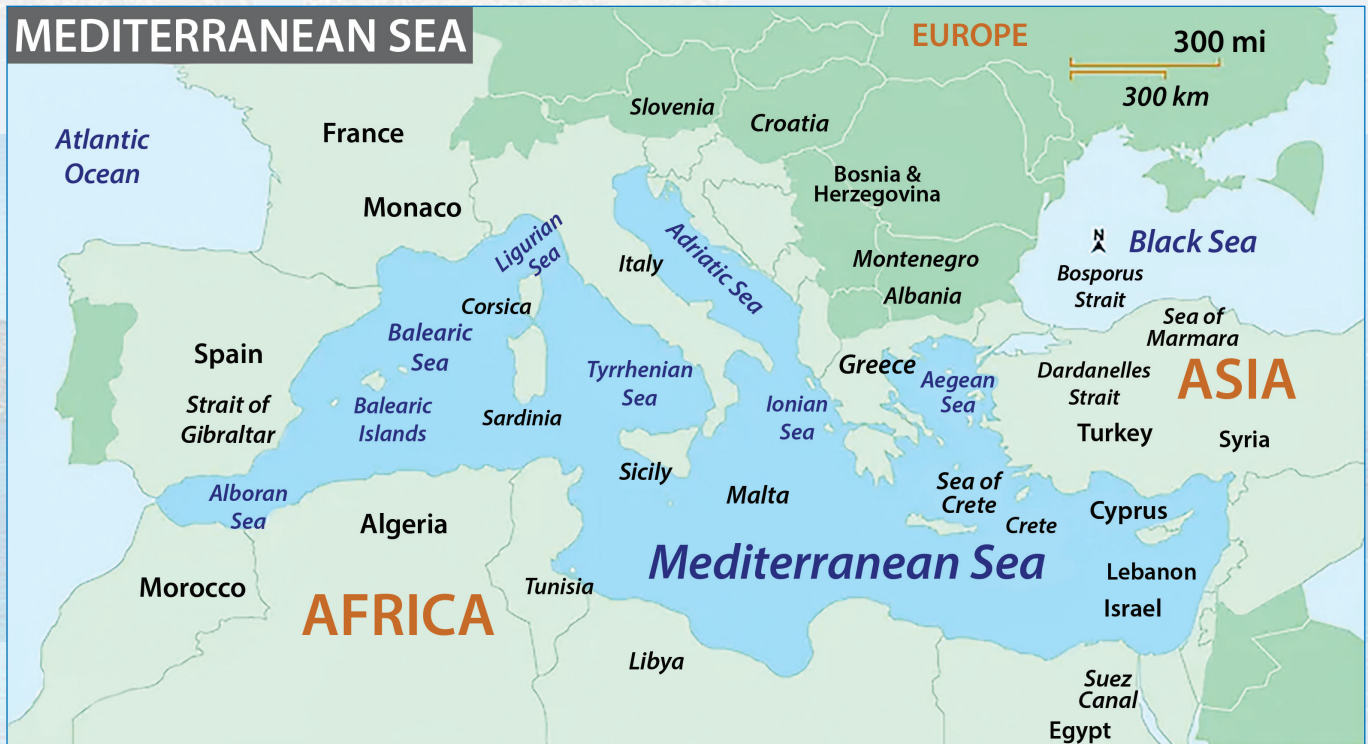 MEDITERRANEAN SEA
EUROPE
300 mi
300 km
Slovenia
Croatia
Atlantic
Ocean
France
Bosnia &
Herzegovina
Monaco
Ligurian
Sea
Adriatic Sea
N
Black Sea
Italy
Montenegro
Bosporus
Strait
Albania
Corsica
Sea of
Marmara
Balearic
Sea
Spain
Greece
Tyrrhenian
Sea
Aegean
Sea
Dardanelles
Strait
ASIA
Strait of
Gibraltar
Balearic
Islands
Sardinia
Ionian
Sea
Turkey
Syria
Sicily
Alboran
Sea
Malta
Sea of
Crete
Crete
Cyprus
Algeria
Mediterranean Sea
Lebanon
Morocco
Tunisia
Israel
AFRICA
Libya
Suez
Canal
Egypt